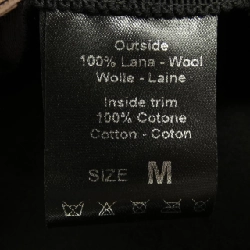 Outside
100% Lana - Wool
Wolle - Laine
Inside trim
100% Cotone
Cotton - Coton
SIZE M